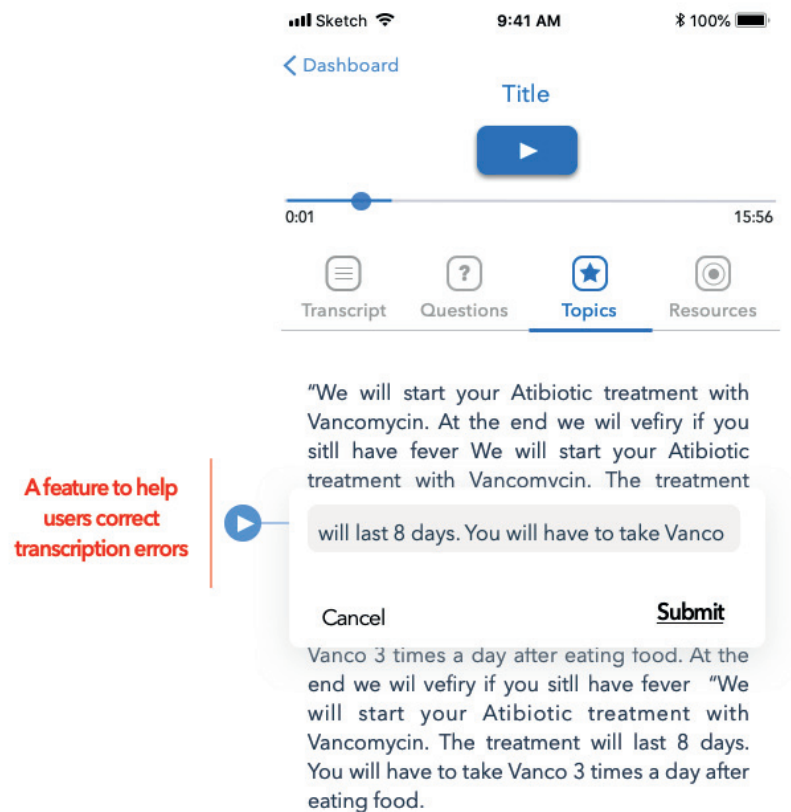 Sketch 9:41 AM 100%
Dashboard
Title
0:01 15:56
Transcript Questions Topics Resources
“We will start your Atibiotic treatment with
Vancomycin. At the end we wil vefiry if you
sitll have fever We will start your Atibiotic
treatment with Vancomycin. The treatment
A feature to help
users correct
transcription errors
will last 8 days. You will have to take Vanco
Cancel Submit
Vanco 3 times a day after eating food. At the
end we wil vefiry if you sitll have fever “We
will start your Atibiotic treatment with
Vancomycin. The treatment will last 8 days.
You will have to take Vanco 3 times a day after
eating food.